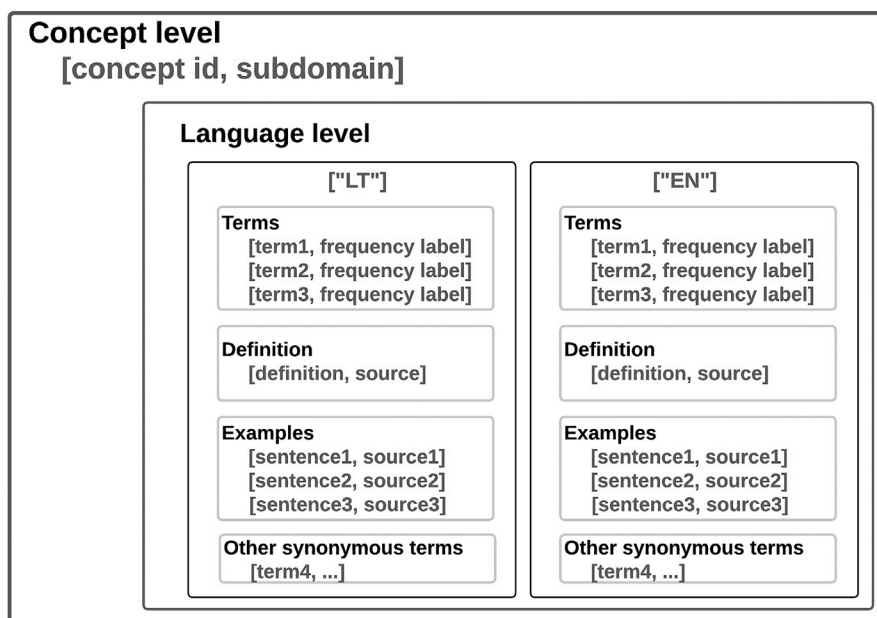 Concept level
[concept id, subdomain]
Language level
["LT"]
Terms
[term1, frequency label]
[term2, frequency label]
[term3, frequency label]
Definition
[definition, source]
Examples
[sentence1, source1]
[sentence2, source2]
[sentence3, source3]
Other synonymous terms
[term4, ...]
["EN"]
Terms
[term1, frequency label]
[term2, frequency label]
[term3, frequency label]
Definition
[definition, source]
Examples
[sentence1, source1]
[sentence2, source2]
[sentence3, source3]
Other synonymous terms
[term4, ...]